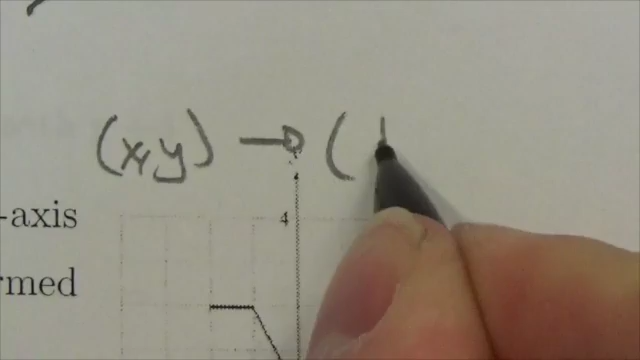 (x,y) → (
-axis
4
rmed